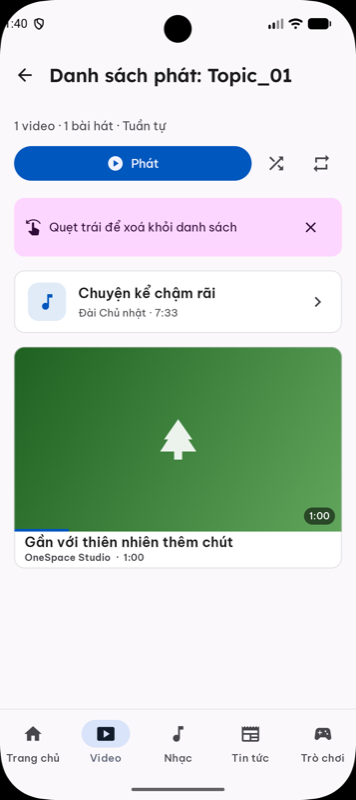 :40
Danh sách phát: Topic_01
1 video · 1 bài hát · Tuần tự
Phát
Quẹt trái để xoá khỏi danh sách
Chuyện kể chậm rãi
Đài Chủ nhật · 7:33
1:00
Gần với thiên nhiên thêm chút
OneSpace Studio · 1:00
Trang chủ
Video
Nhạc
Tin tức
Trò chơi